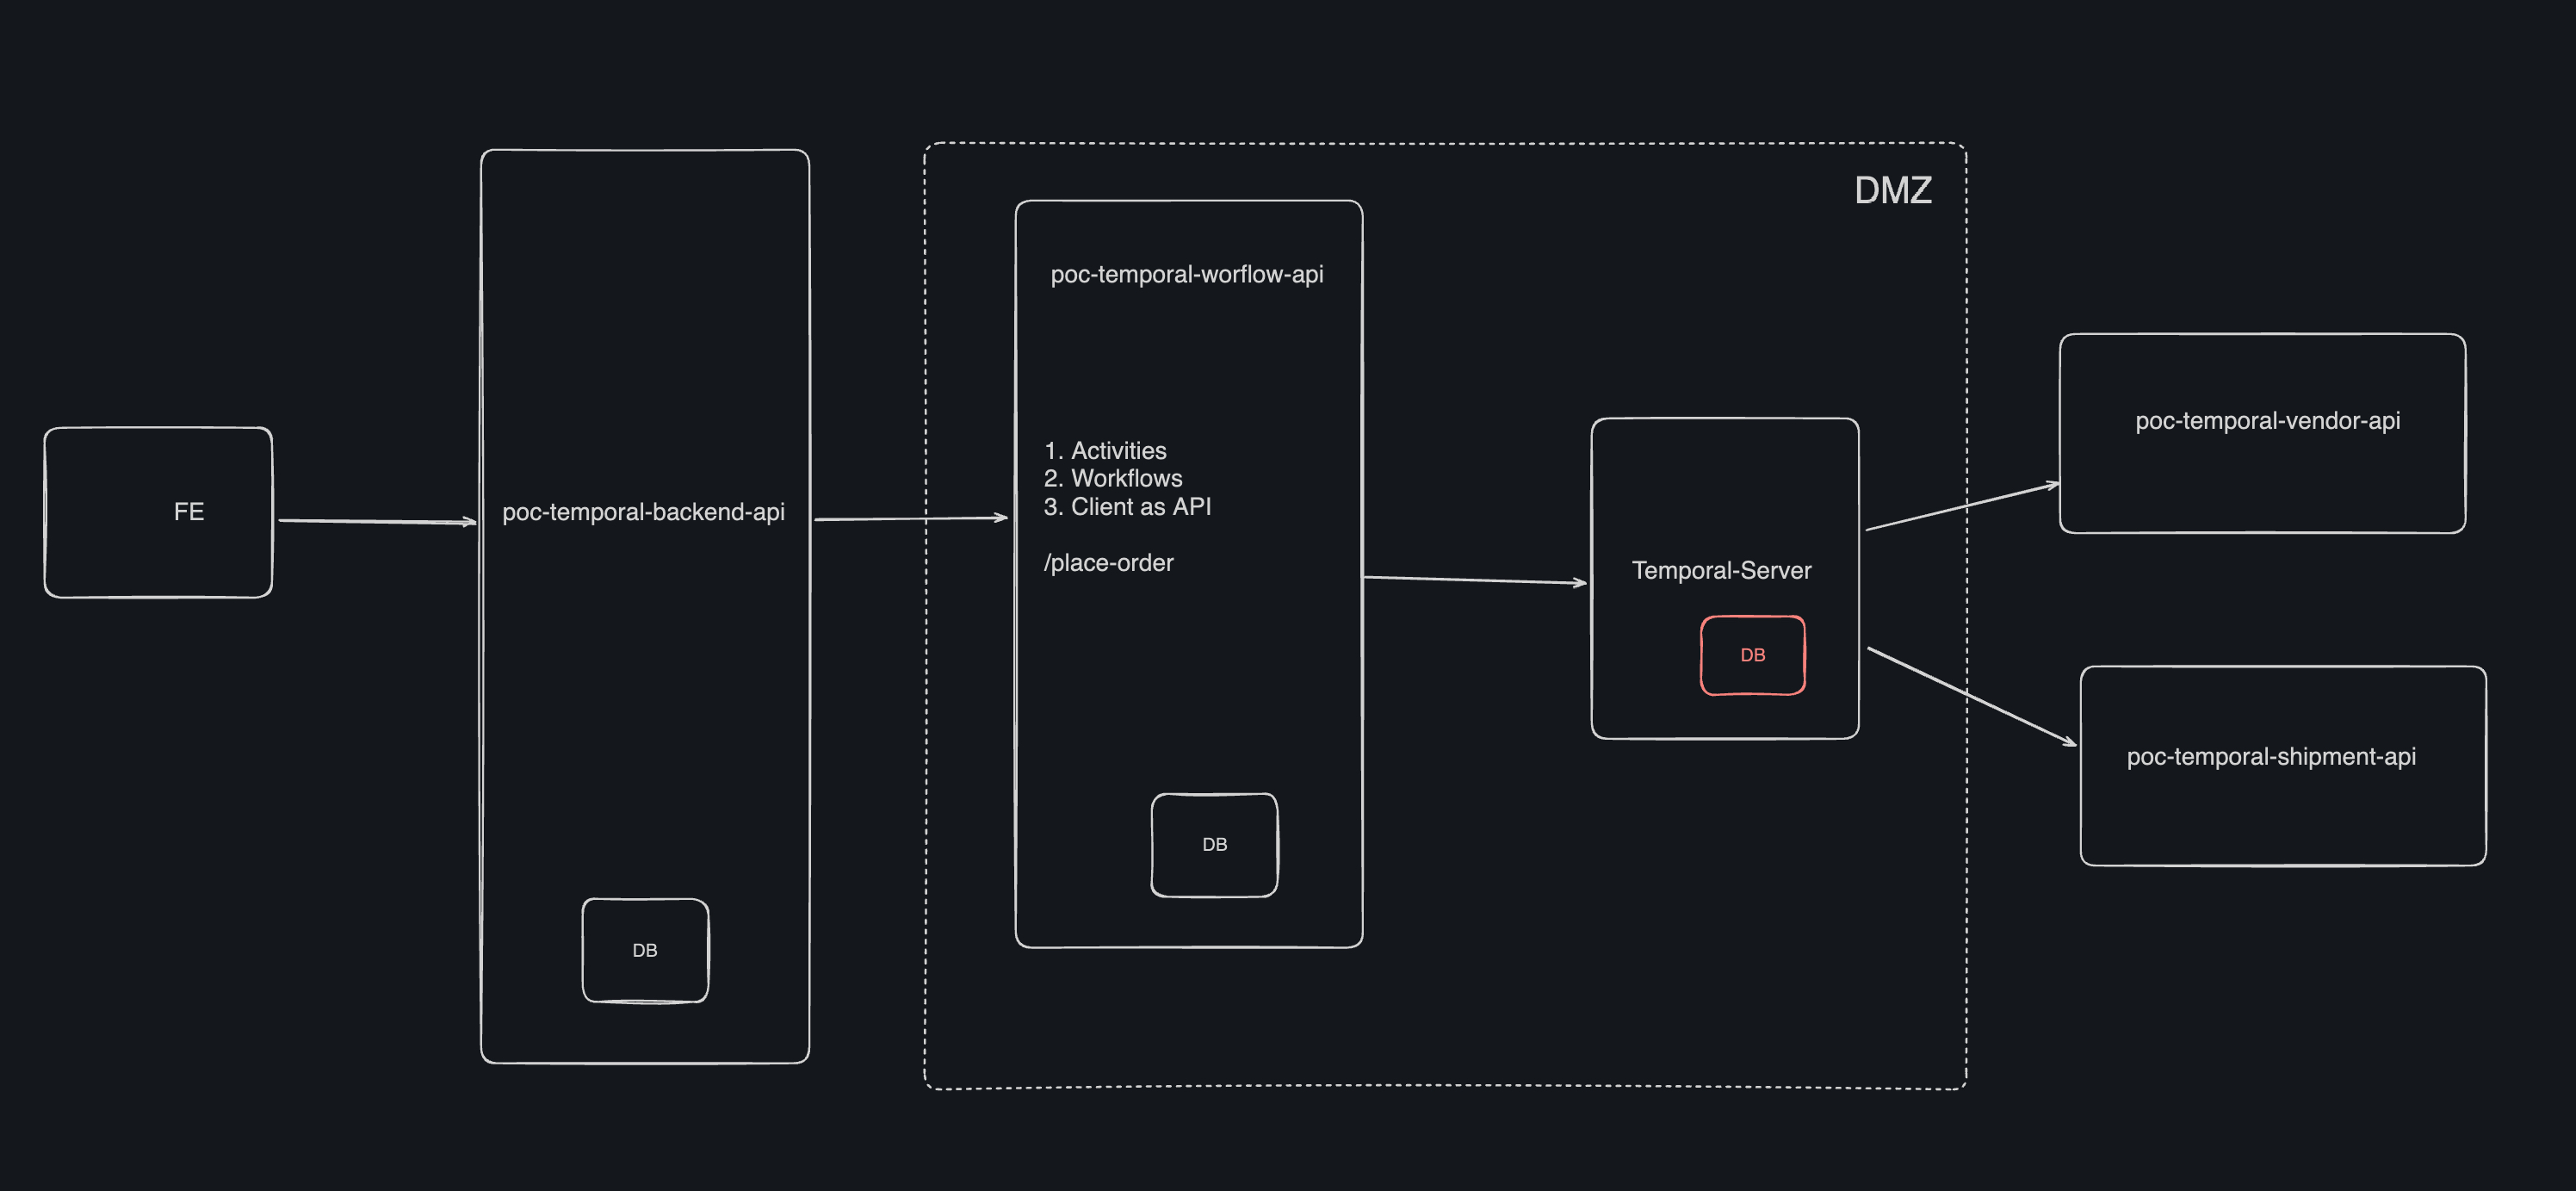 DMZ
FE
poc-temporal-backend-api
DB
poc-temporal-worflow-api
1. Activities
2. Workflows
3. Client as API
/place-order
DB
Temporal-Server
DB
poc-temporal-vendor-api
poc-temporal-shipment-api